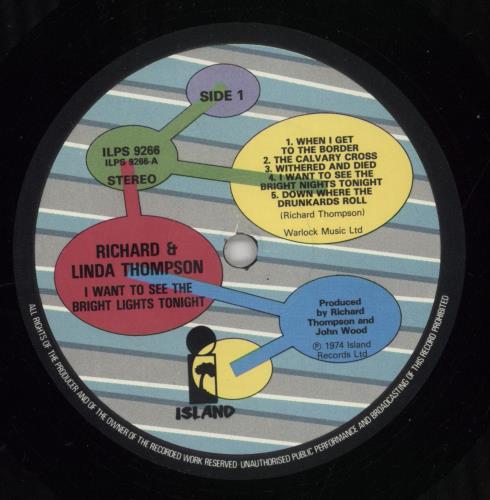 SIDE 1
ILPS 9266
ILPS 9266-A
STEREO
1. WHEN I GET
TO THE BORDER
2. THE CALVARY CROSS
3. WITHERED AND DIED
4. I WANT TO SEE THE
BRIGHT NIGHTS TONIGHT
5. DOWN WHERE THE
DRUNKARDS ROLL
(Richard Thompson)
Warlock Music Ltd
RICHARD &
LINDA THOMPSON
I WANT TO SEE THE
BRIGHT LIGHTS TONIGHT
Produced
by Richard
Thompson and
John Wood
℗ 1974 Island
Records Ltd
ISLAND
ALL RIGHTS OF THE PRODUCER AND OF THE OWNER OF THE RECORDED WORK RESERVED · UNAUTHORISED PUBLIC PERFORMANCE AND BROADCASTING OF THIS RECORD PROHIBITED